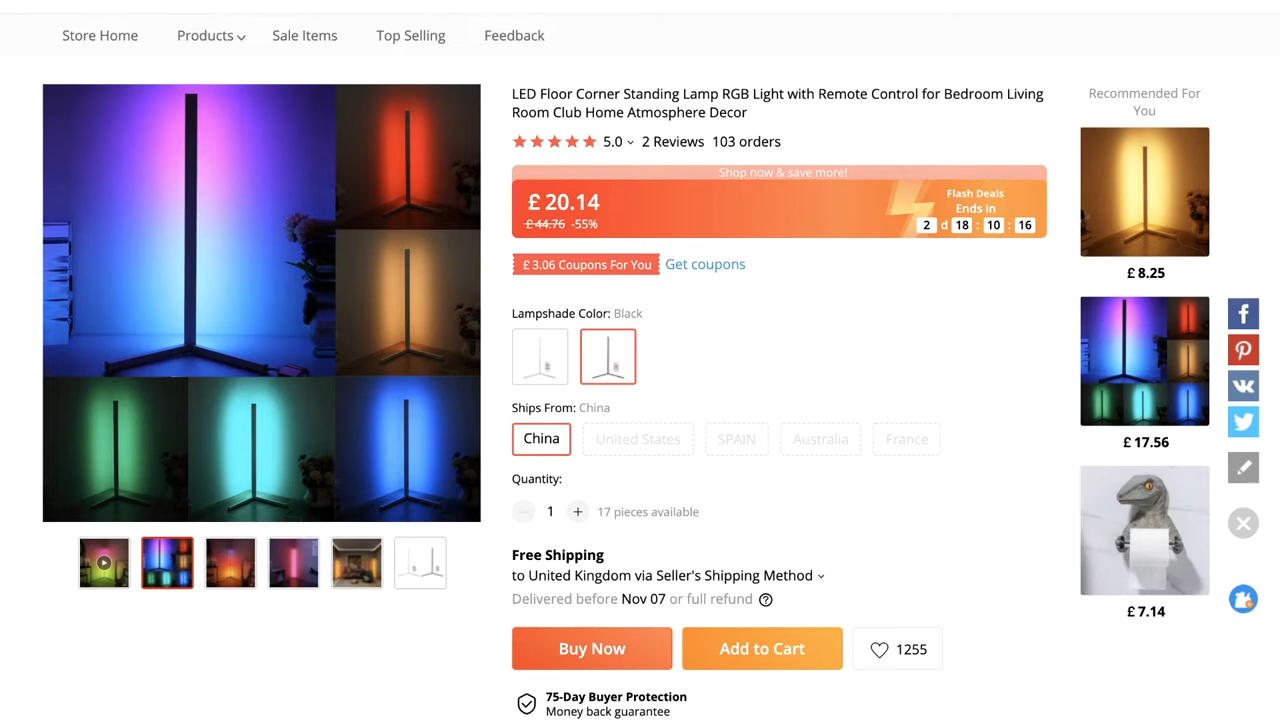 Store Home
Products
Sale Items
Top Selling
Feedback
LED Floor Corner Standing Lamp RGB Light with Remote Control for Bedroom Living
Room Club Home Atmosphere Decor
5.0
2 Reviews
103 orders
Shop now & save more!
£ 20.14
£ 44.76 -55%
Flash Deals
Ends in
2 d 18 : 10 : 16
£ 3.06 Coupons For You
Get coupons
Lampshade Color: Black
Ships From: China
China
United States
SPAIN
Australia
France
Quantity:
1
17 pieces available
Free Shipping
to United Kingdom via Seller's Shipping Method
Delivered before Nov 07 or full refund
Buy Now
Add to Cart
1255
75-Day Buyer Protection
Money back guarantee
Recommended For
You
£ 8.25
£ 17.56
£ 7.14